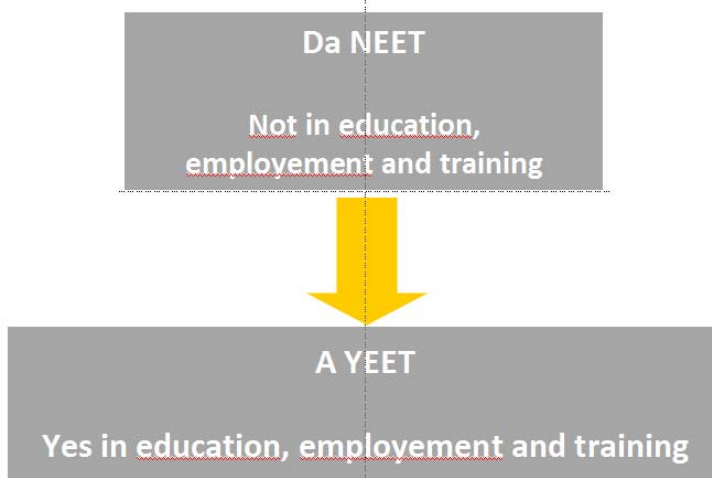 Da NEET
Not in education,
employement and training
A YEET
Yes in education, employement and training